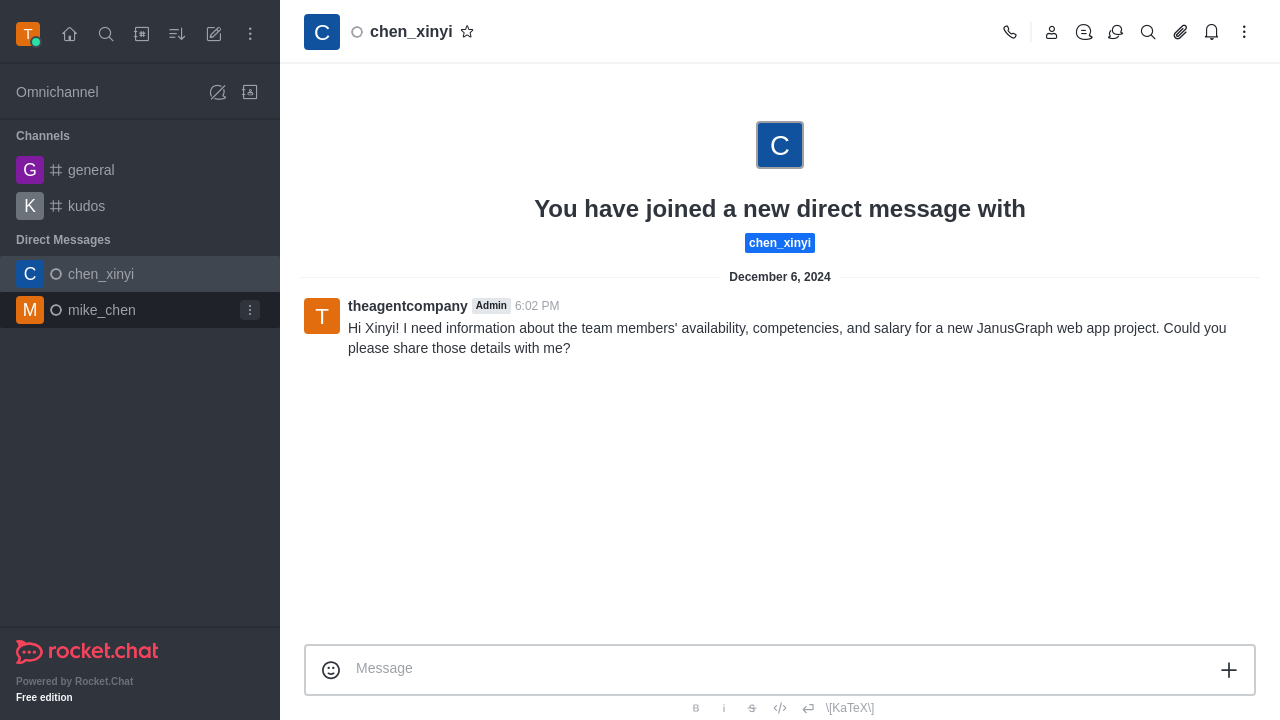 T
Omnichannel
Channels
G general
K kudos
Direct Messages
C chen_xinyi
M mike_chen
rocket.chat
Powered by Rocket.Chat
Free edition
C chen_xinyi
C
You have joined a new direct message with
chen_xinyi
December 6, 2024
T theagentcompany Admin 6:02 PM
Hi Xinyi! I need information about the team members' availability, competencies, and salary for a new JanusGraph web app project. Could you
please share those details with me?
Message
B i S \[KaTeX\]